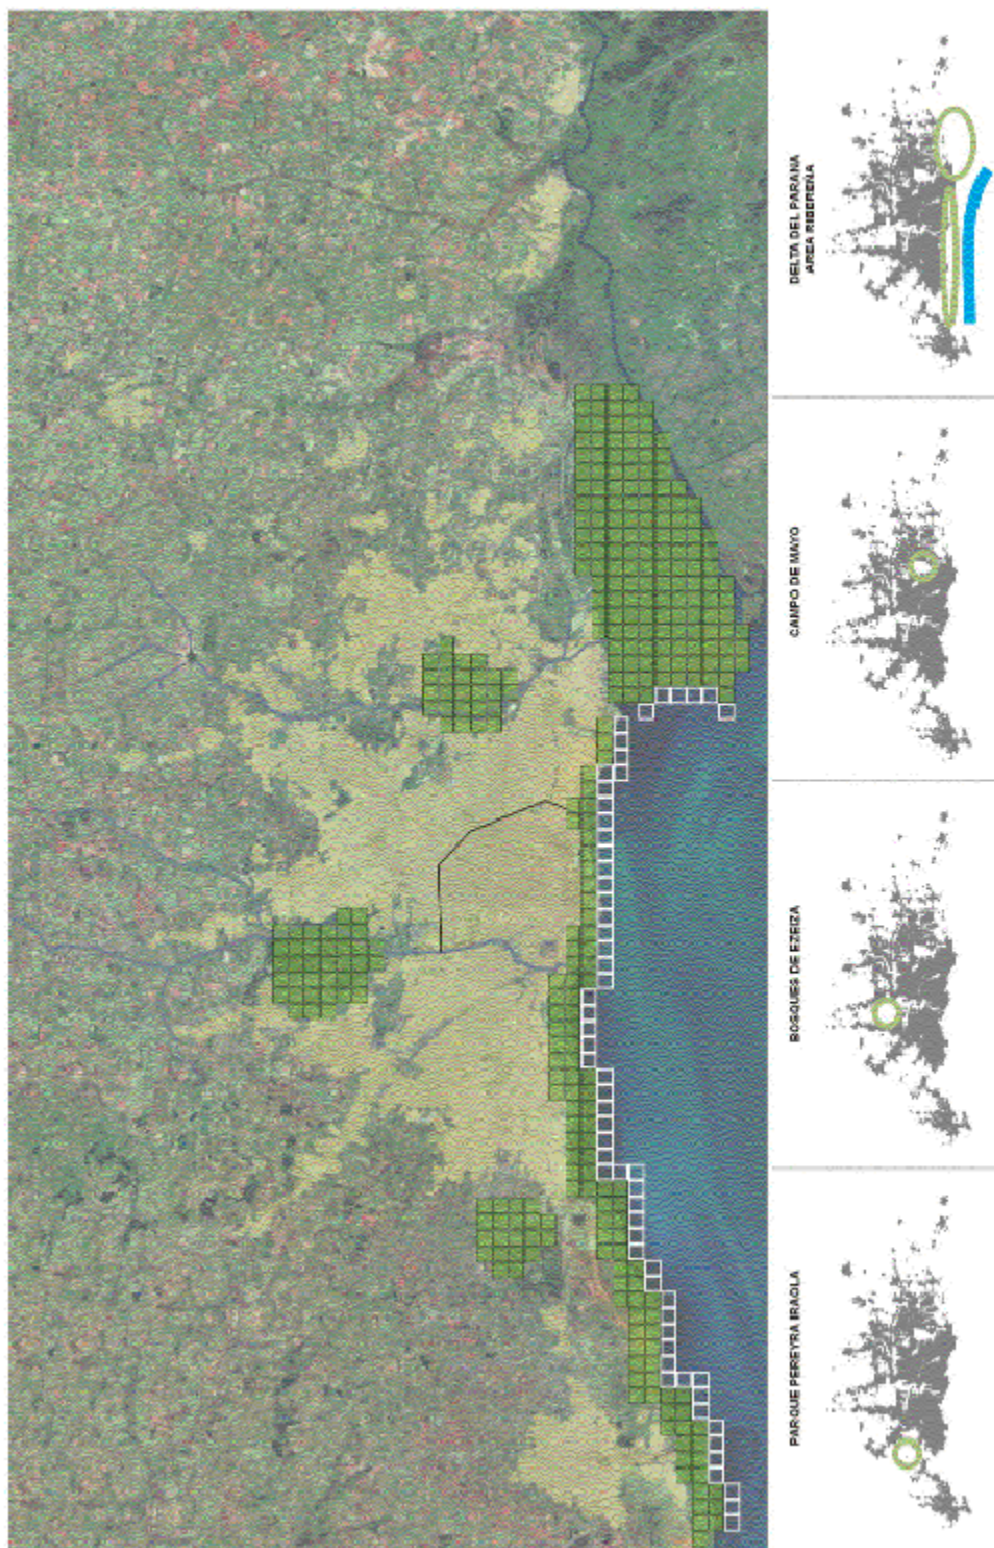 DELTA DEL PARANA
AREA RIBEREÑA
CAMPO DE MAYO
BOSQUES DE EZEIZA
PARQUE PEREYRA IRAOLA